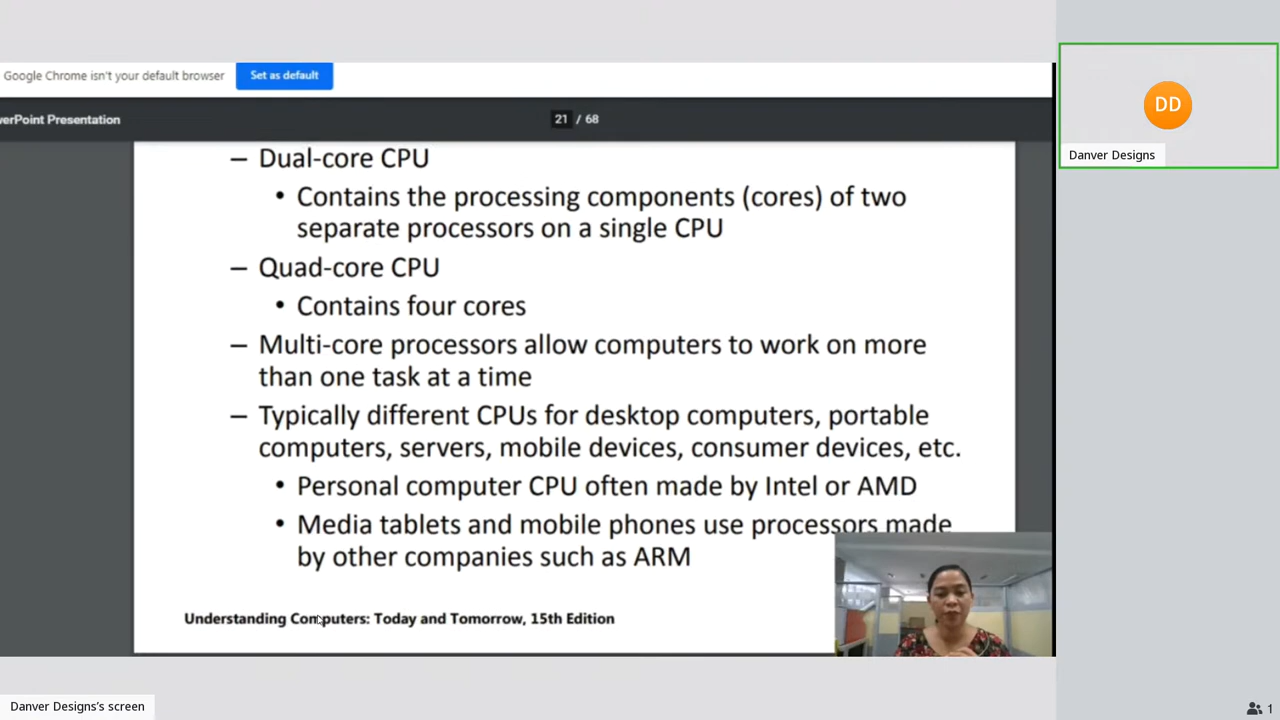 Google Chrome isn't your default browser Set as default
werPoint Presentation 21 / 68
– Dual-core CPU
• Contains the processing components (cores) of two
separate processors on a single CPU
– Quad-core CPU
• Contains four cores
– Multi-core processors allow computers to work on more
than one task at a time
– Typically different CPUs for desktop computers, portable
computers, servers, mobile devices, consumer devices, etc.
• Personal computer CPU often made by Intel or AMD
• Media tablets and mobile phones use processors made
by other companies such as ARM
Understanding Computers: Today and Tomorrow, 15th Edition
DD
Danver Designs
Danver Designs's screen
1